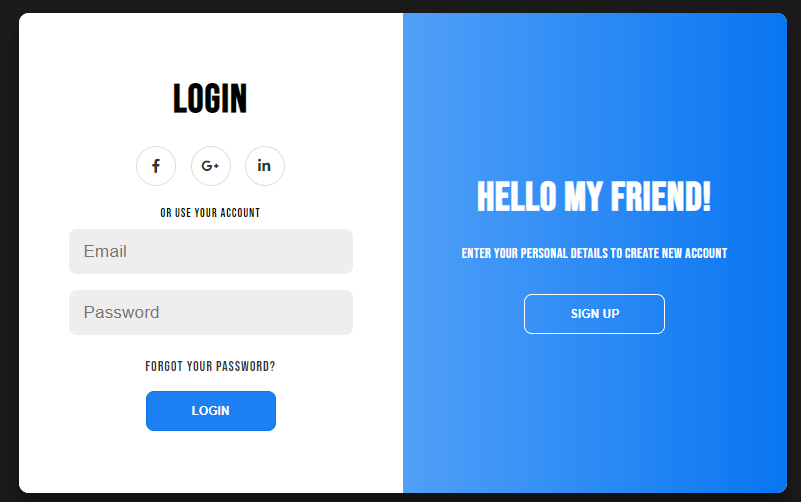 LOGIN
f G+ in
OR USE YOUR ACCOUNT
Email
Password
FORGOT YOUR PASSWORD?
LOGIN
HELLO MY FRIEND!
ENTER YOUR PERSONAL DETAILS TO CREATE NEW ACCOUNT
SIGN UP